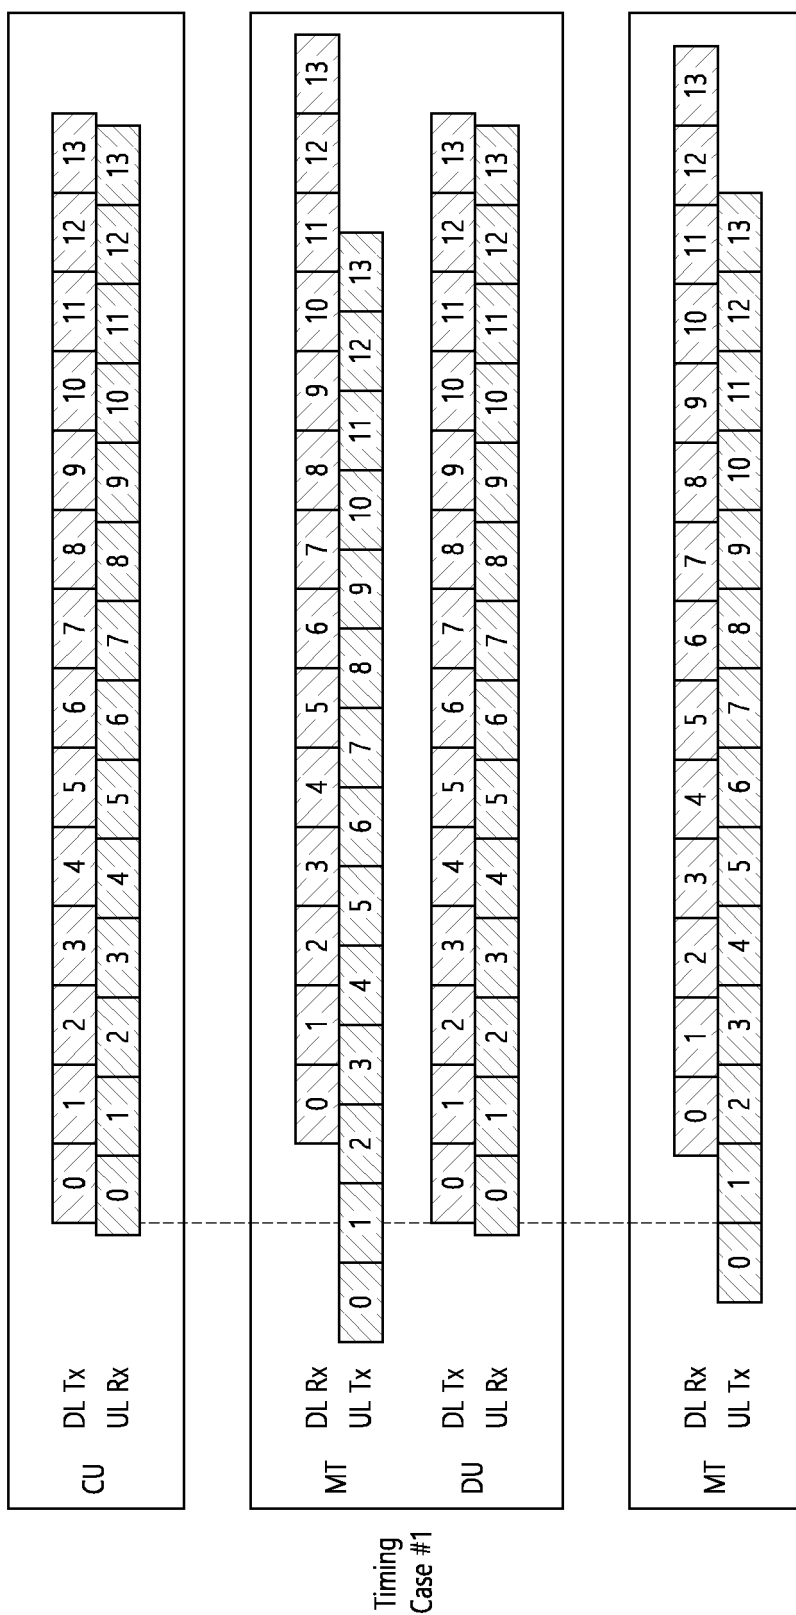 Timing
Case #1
CU
DL Tx 0 1 2 3 4 5 6 7 8 9 10 11 12 13
UL Rx 0 1 2 3 4 5 6 7 8 9 10 11 12 13
MT
DL Rx 0 1 2 3 4 5 6 7 8 9 10 11 12 13
UL Tx 0 1 2 3 4 5 6 7 8 9 10 11 12 13
DU
DL Tx 0 1 2 3 4 5 6 7 8 9 10 11 12 13
UL Rx 0 1 2 3 4 5 6 7 8 9 10 11 12 13
MT
DL Rx 0 1 2 3 4 5 6 7 8 9 10 11 12 13
UL Tx 0 1 2 3 4 5 6 7 8 9 10 11 12 13